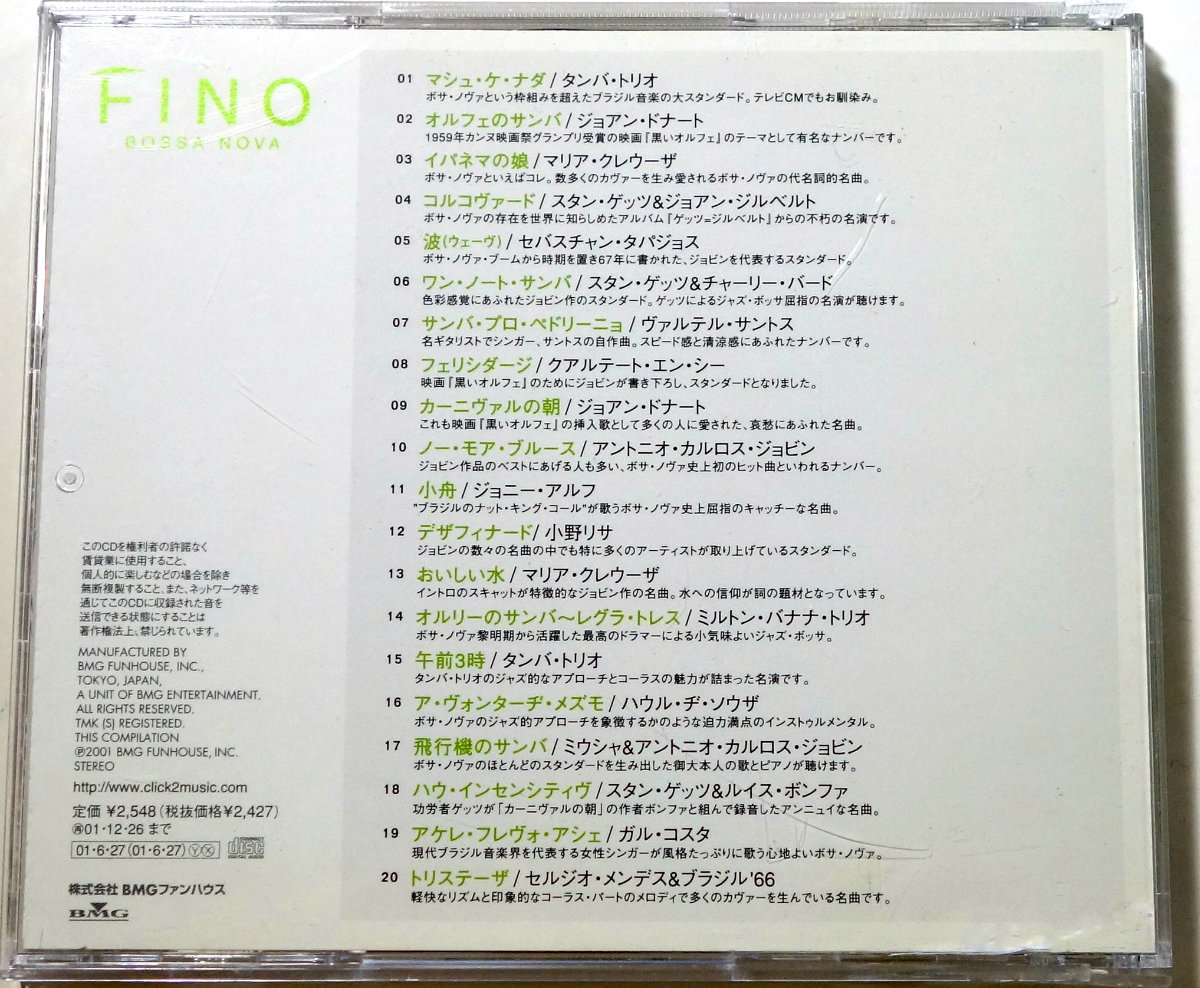 FINO
BOSSA NOVA
01 マシュ・ケ・ナダ / タンバ・トリオ
ボサ・ノヴァという枠組みを超えたブラジル音楽の大スタンダード。テレビCMでもお馴染み。
02 オルフェのサンバ / ジョアン・ドナート
1959年カンヌ映画祭グランプリ受賞の映画『黒いオルフェ』のテーマとして有名なナンバーです。
03 イパネマの娘 / マリア・クレウーザ
ボサ・ノヴァといえばコレ。数多くのカヴァーを生み愛されるボサ・ノヴァの代名詞的名曲。
04 コルコヴァード / スタン・ゲッツ&ジョアン・ジルベルト
ボサ・ノヴァの存在を世界に知らしめたアルバム『ゲッツ=ジルベルト』からの不朽の名演です。
05 波(ウェーヴ) / セバスチャン・タパジョス
ボサ・ノヴァ・ブームから時期を置き67年に書かれた、ジョビンを代表するスタンダード。
06 ワン・ノート・サンバ / スタン・ゲッツ&チャーリー・バード
色彩感覚にあふれたジョビン作のスタンダード。ゲッツによるジャズ・ボッサ屈指の名演が聴けます。
07 サンバ・プロ・ペドリーニョ / ヴァルテル・サントス
名ギタリストでシンガー、サントスの自作曲。スピード感と清涼感にあふれたナンバーです。
08 フェリシダージ / クアルテート・エン・シー
映画『黒いオルフェ』のためにジョビンが書き下ろし、スタンダードとなりました。
09 カーニヴァルの朝 / ジョアン・ドナート
これも映画『黒いオルフェ』の挿入歌として多くの人に愛された、哀愁にあふれた名曲。
10 ノー・モア・ブルース / アントニオ・カルロス・ジョビン
ジョビン作品のベストにあげる人も多い、ボサ・ノヴァ史上初のヒット曲といわれるナンバー。
11 小舟 / ジョニー・アルフ
"ブラジルのナット・キング・コール"が歌うボサ・ノヴァ史上屈指のキャッチーな名曲。
12 デザフィナード / 小野リサ
ジョビンの数々の名曲の中でも特に多くのアーティストが取り上げているスタンダード。
13 おいしい水 / マリア・クレウーザ
イントロのスキャットが特徴的なジョビン作の名曲。水への信仰が詞の題材となっています。
14 オルリーのサンバ〜レグラ・トレス / ミルトン・バナナ・トリオ
ボサ・ノヴァ黎明期から活躍した最高のドラマーによる小気味よいジャズ・ボッサ。
15 午前3時 / タンバ・トリオ
タンバ・トリオのジャズ的なアプローチとコーラスの魅力が詰まった名演です。
16 ア・ヴォンターヂ・メズモ / ハウル・ヂ・ソウザ
ボサ・ノヴァのジャズ的アプローチを象徴するかのような迫力満点のインストゥルメンタル。
17 飛行機のサンバ / ミウシャ&アントニオ・カルロス・ジョビン
ボサ・ノヴァのほとんどのスタンダードを生み出した御大本人の歌とピアノが聴けます。
18 ハウ・インセンシティヴ / スタン・ゲッツ&ルイス・ボンファ
功労者ゲッツが「カーニヴァルの朝」の作者ボンファと組んで録音したアンニュイな名曲。
19 アケレ・フレヴォ・アシェ / ガル・コスタ
現代ブラジル音楽界を代表する女性シンガーが風格たっぷりに歌う心地よいボサ・ノヴァ。
20 トリステーザ / セルジオ・メンデス&ブラジル'66
軽快なリズムと印象的なコーラス・パートのメロディで多くのカヴァーを生んでいる名曲です。
このCDを権利者の許諾なく
賃貸業に使用すること、
個人的に楽しむなどの場合を除き
無断複製すること、また、ネットワーク等を
通じてこのCDに収録された音を
送信できる状態にすることは
著作権法上、禁じられています。
MANUFACTURED BY
BMG FUNHOUSE, INC.,
TOKYO, JAPAN,
A UNIT OF BMG ENTERTAINMENT.
ALL RIGHTS RESERVED.
TMK (S) REGISTERED.
THIS COMPILATION
Ⓟ2001 BMG FUNHOUSE, INC.
STEREO
http://www.click2music.com
定価 ¥2,548(税抜価格¥2,427)
㊢01・12・26 まで
01・6・27(01・6・27)ⓎⓍ
COMPACT disc DIGITAL AUDIO
株式会社 BMGファンハウス
BMG